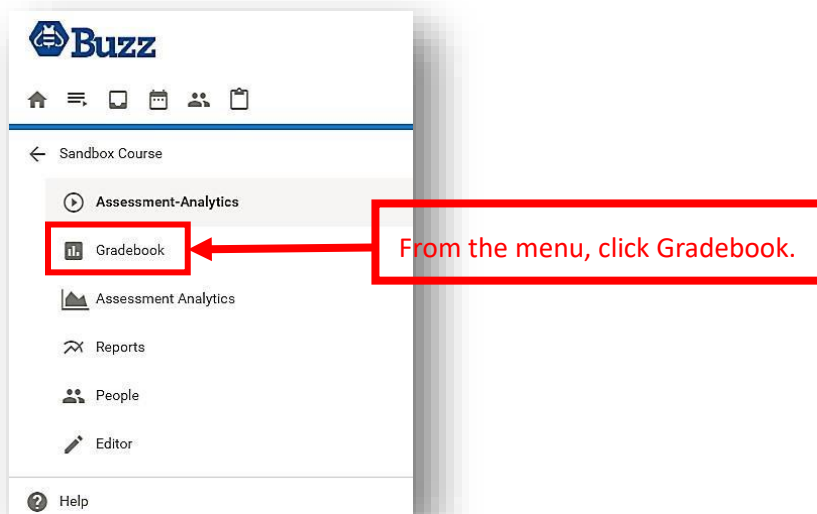 Buzz
Sandbox Course
Assessment-Analytics
Gradebook
From the menu, click Gradebook.
Assessment Analytics
Reports
People
Editor
Help